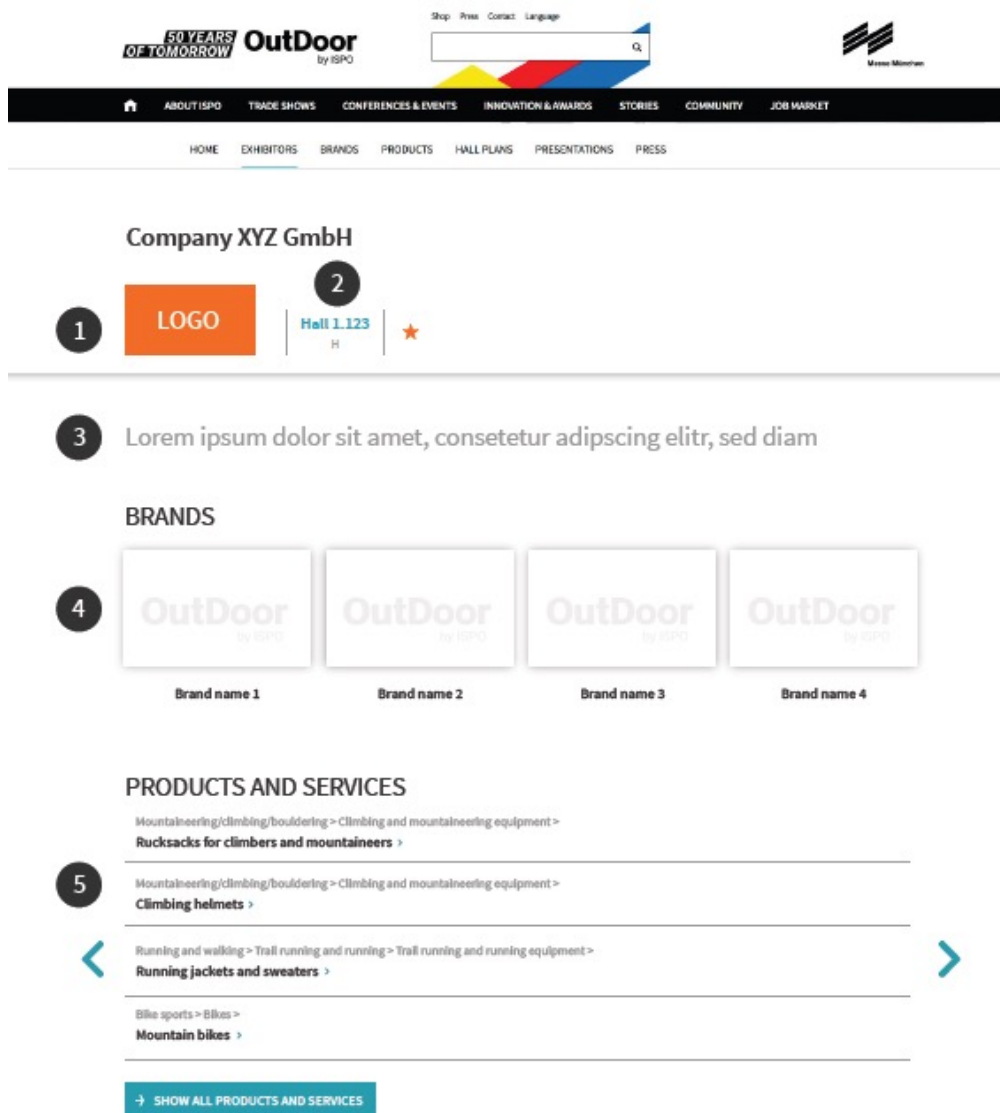 Shop Press Contact Language
50 YEARS
OF TOMORROW
OutDoor
by ISPO
Messe München
ABOUT ISPO TRADE SHOWS CONFERENCES & EVENTS INNOVATION & AWARDS STORIES COMMUNITY JOB MARKET
HOME EXHIBITORS BRANDS PRODUCTS HALL PLANS PRESENTATIONS PRESS
Company XYZ GmbH
2
1
LOGO
Hall 1.123
H
3
Lorem ipsum dolor sit amet, consetetur adipscing elitr, sed diam
BRANDS
4
OutDoor by ISPO
OutDoor by ISPO
OutDoor by ISPO
OutDoor by ISPO
Brand name 1 Brand name 2 Brand name 3 Brand name 4
PRODUCTS AND SERVICES
Mountaineering/climbing/bouldering > Climbing and mountaineering equipment >
Rucksacks for climbers and mountaineers >
5
Mountaineering/climbing/bouldering > Climbing and mountaineering equipment >
Climbing helmets >
Running and walking > Trail running and running > Trail running and running equipment >
Running jackets and sweaters >
Bike sports > Bikes >
Mountain bikes >
→ SHOW ALL PRODUCTS AND SERVICES